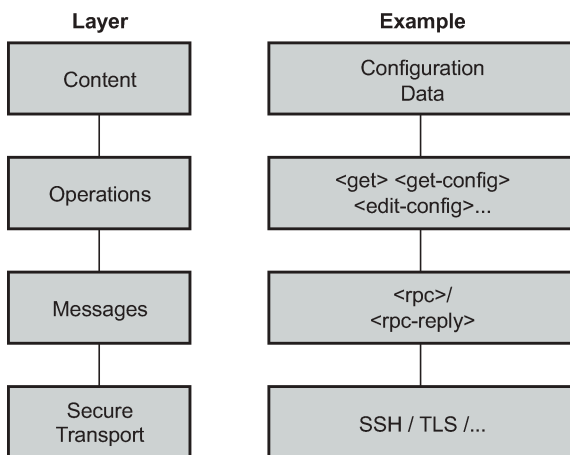 Layer
Example
Content
Configuration
Data
Operations
<get> <get-config>
<edit-config>...
Messages
<rpc>/
<rpc-reply>
Secure
Transport
SSH / TLS /...